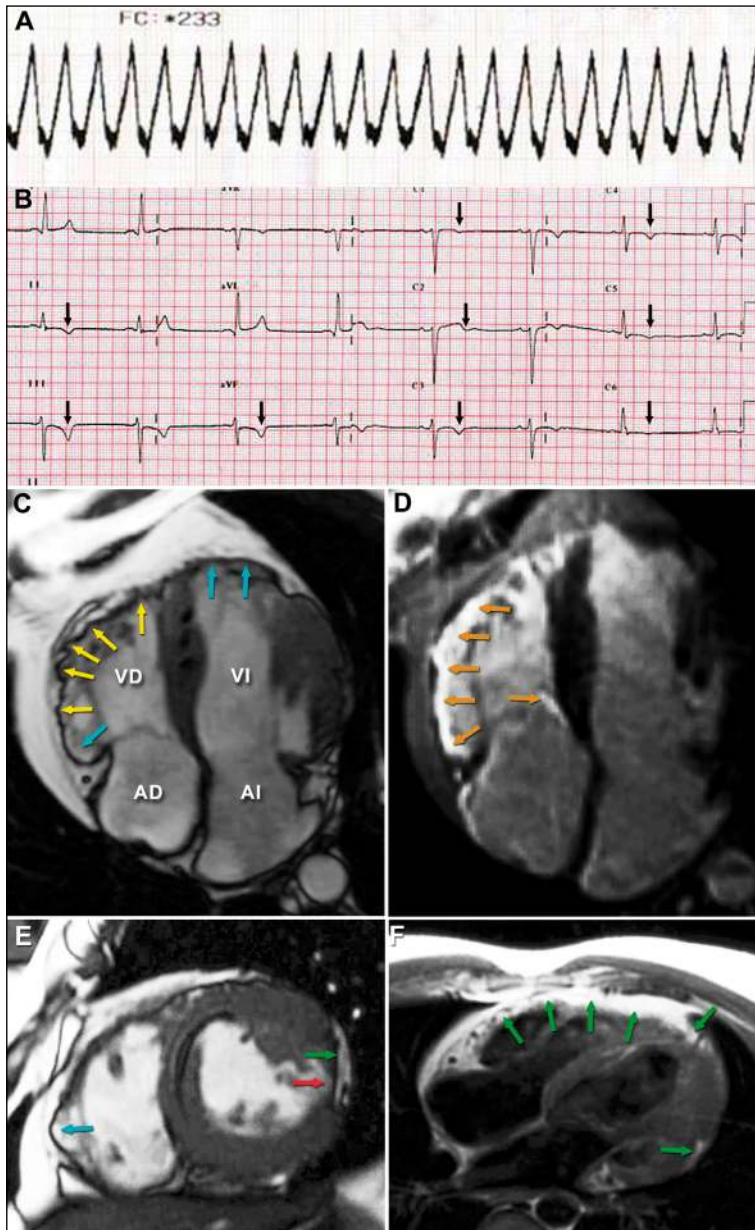 A
FC: *233
B
aVR C1 C4
II aVL C2 C5
III aVF C3 C6
II
C D
VD VI
AD AI
E F